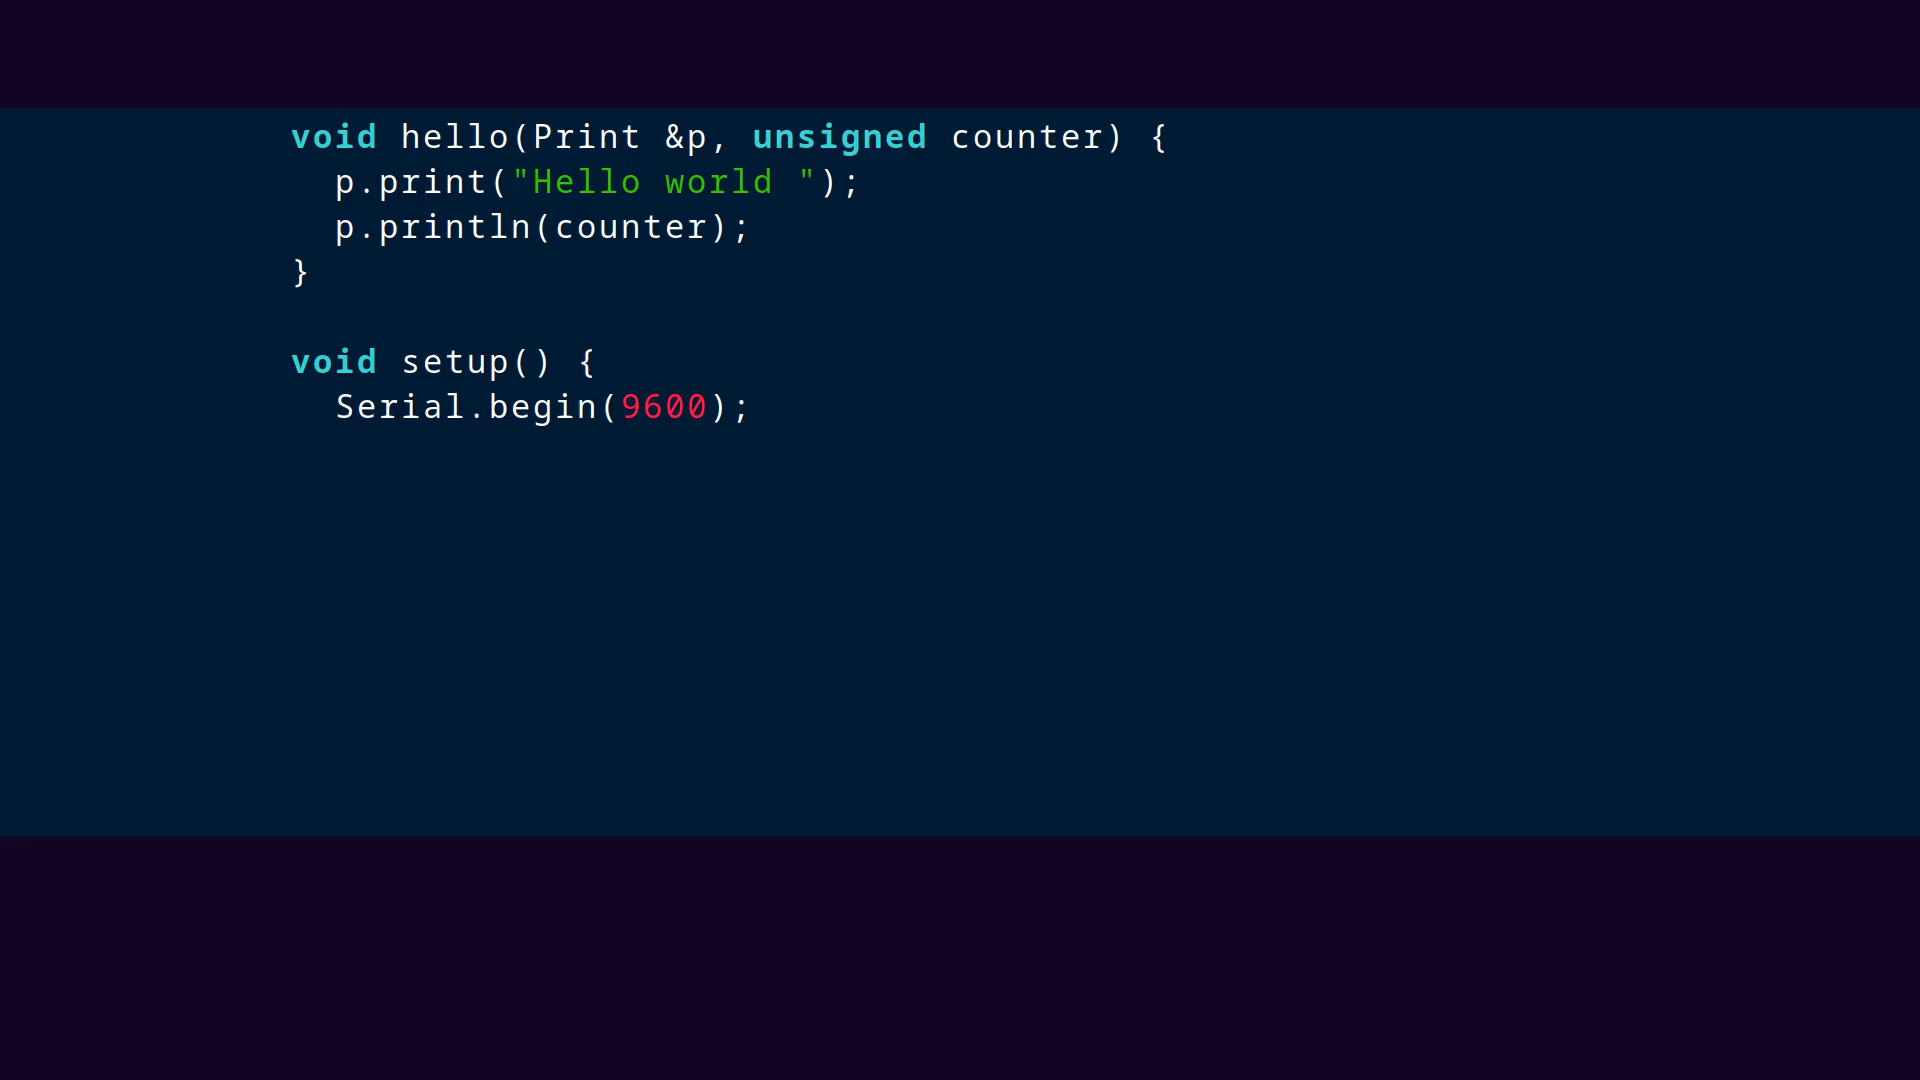 void hello(Print &p, unsigned counter) {
  p.print("Hello world ");
  p.println(counter);
}

void setup() {
  Serial.begin(9600);